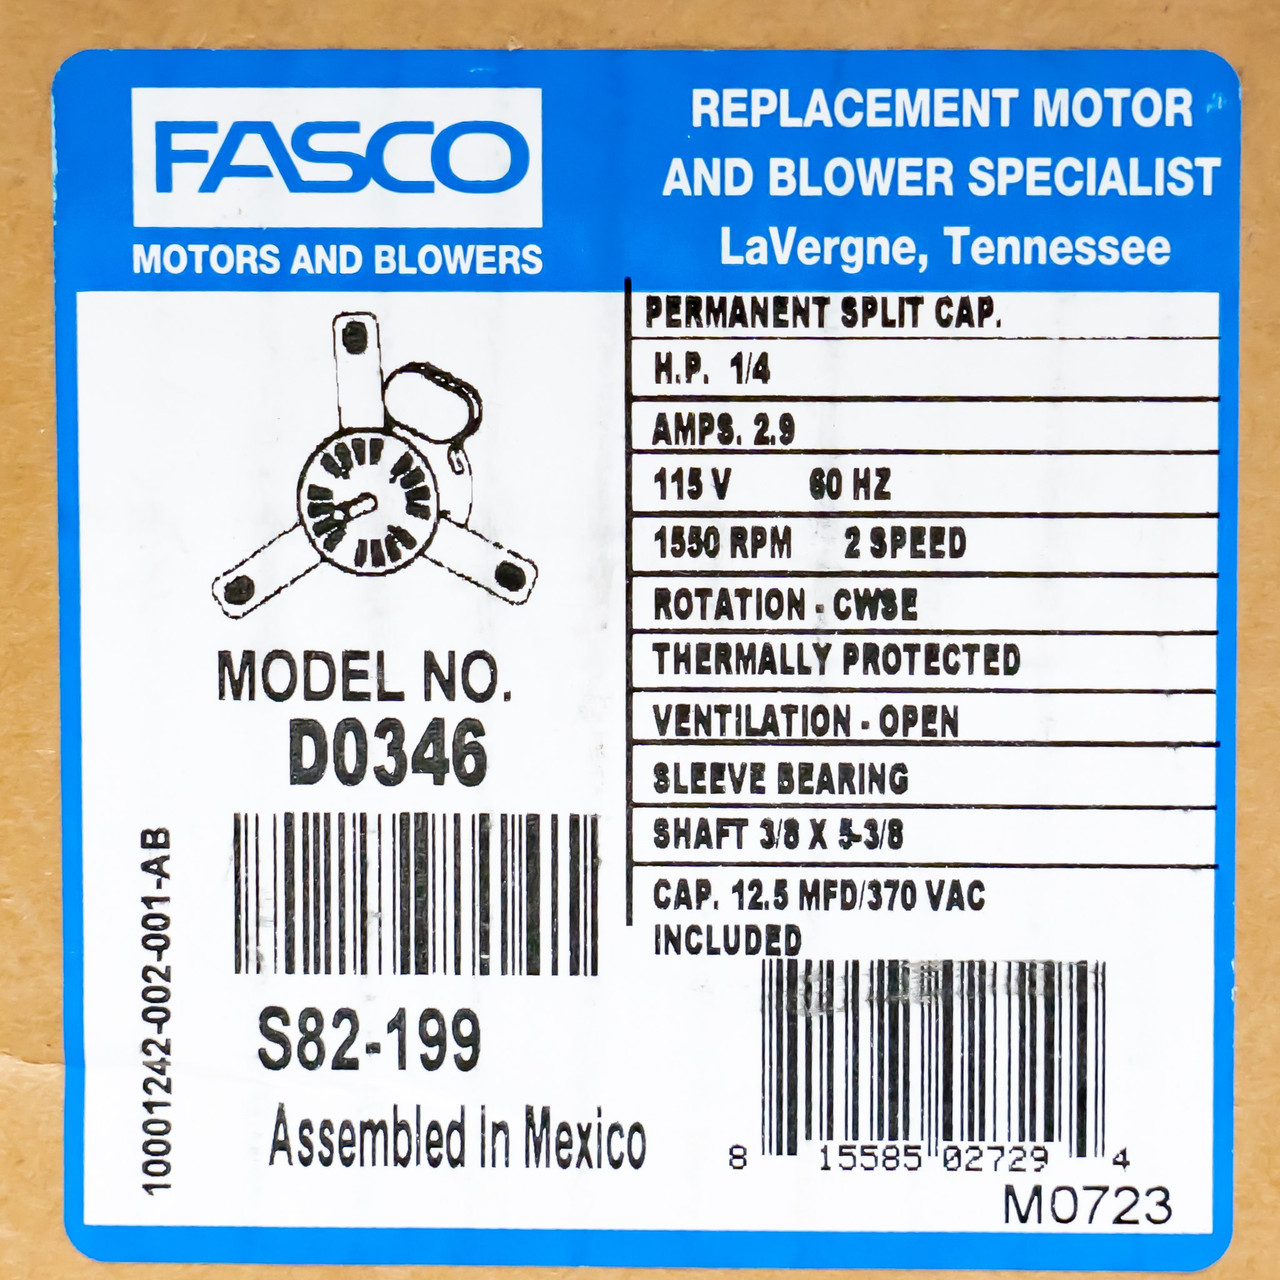 FASCO
MOTORS AND BLOWERS
REPLACEMENT MOTOR
AND BLOWER SPECIALIST
LaVergne, Tennessee
MODEL NO.
D0346
10001242-002-001-AB
S82-199
Assembled In Mexico
PERMANENT SPLIT CAP.
H.P. 1/4
AMPS. 2.9
115 V 60 HZ
1550 RPM 2 SPEED
ROTATION - CWSE
THERMALLY PROTECTED
VENTILATION - OPEN
SLEEVE BEARING
SHAFT 3/8 X 5-3/8
CAP. 12.5 MFD/370 VAC
INCLUDED
8 15585 02729 4
M0723